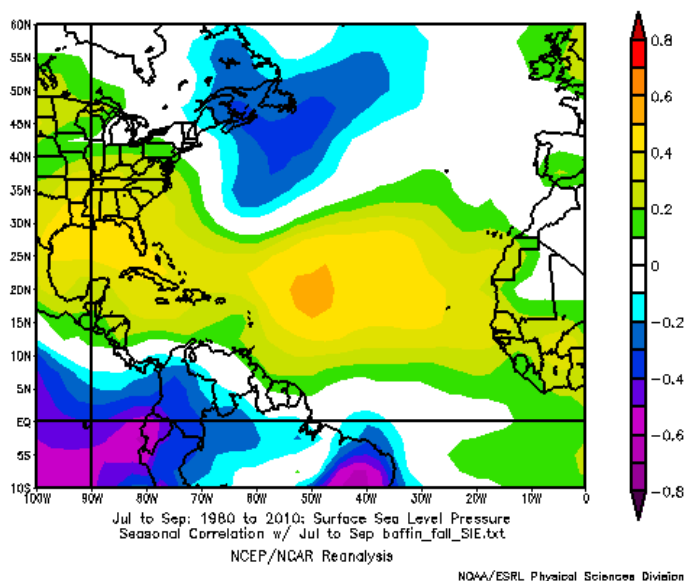 60N
55N
50N
45N
40N
35N
30N
25N
20N
15N
10N
5N
EQ
5S
10S
100W 90W 80W 70W 60W 50W 40W 30W 20W 10W 0
0.8
0.6
0.4
0.2
0
−0.2
−0.4
−0.6
−0.8
Jul to Sep: 1980 to 2010: Surface Sea Level Pressure
Seasonal Correlation w/ Jul to Sep baffin_fall_SIE.txt
NCEP/NCAR Reanalysis
NOAA/ESRL Physical Sciences Division